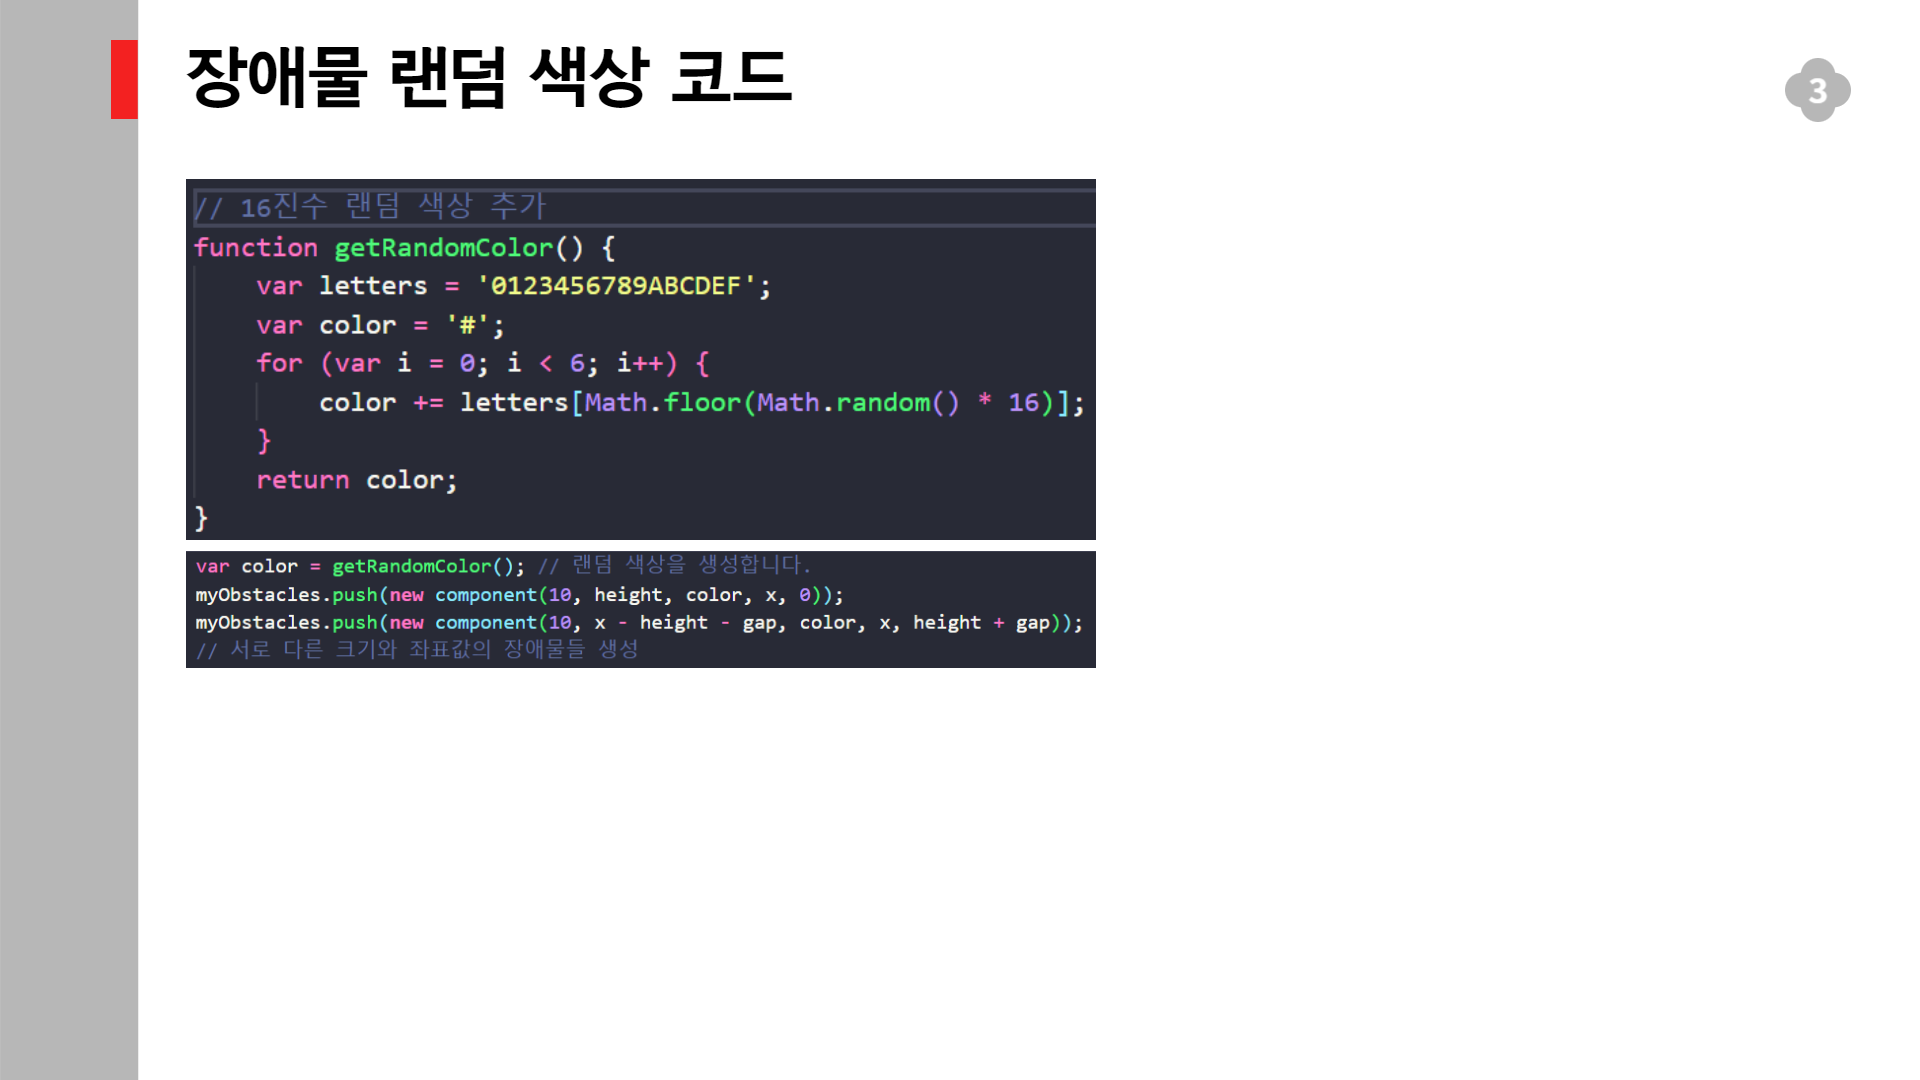 장애물 랜덤 색상 코드
3
// 16진수 랜덤 색상 추가
function getRandomColor() {
    var letters = '0123456789ABCDEF';
    var color = '#';
    for (var i = 0; i < 6; i++) {
        color += letters[Math.floor(Math.random() * 16)];
    }
    return color;
}
var color = getRandomColor(); // 랜덤 색상을 생성합니다.
myObstacles.push(new component(10, height, color, x, 0));
myObstacles.push(new component(10, x - height - gap, color, x, height + gap));
// 서로 다른 크기와 좌표값의 장애물들 생성